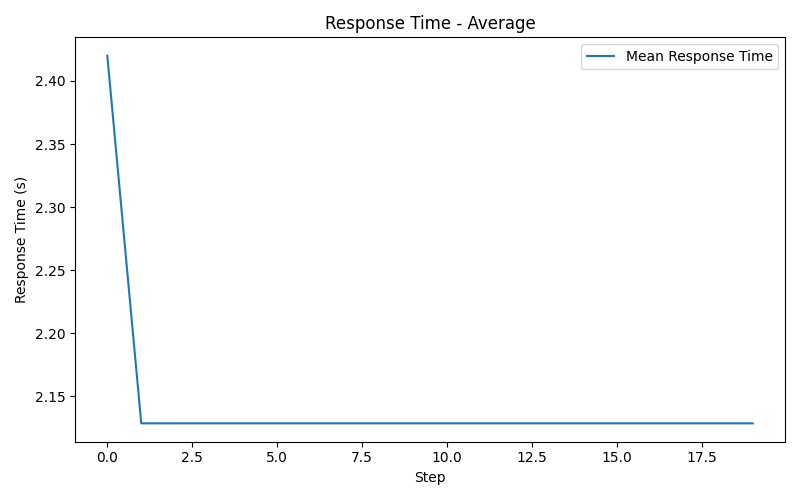 Response Time - Average
Mean Response Time
Response Time (s)
2.40
2.35
2.30
2.25
2.20
2.15
0.0 2.5 5.0 7.5 10.0 12.5 15.0 17.5
Step